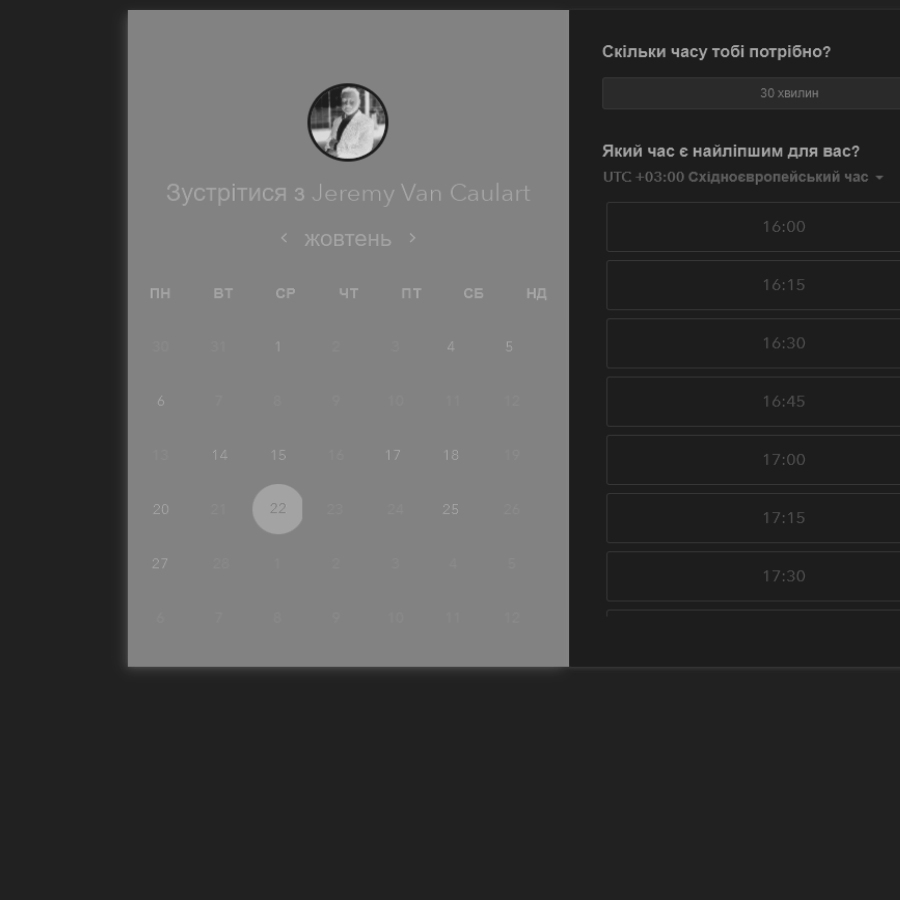 Зустрітися з Jeremy Van Caulart
‹ жовтень ›
ПН ВТ СР ЧТ ПТ СБ НД
30 31 1 2 3 4 5
6 7 8 9 10 11 12
13 14 15 16 17 18 19
20 21 22 23 24 25 26
27 28 1 2 3 4 5
6 7 8 9 10 11 12
Скільки часу тобі потрібно?
30 хвилин
Який час є найліпшим для вас?
UTC +03:00 Східноєвропейський час
16:00
16:15
16:30
16:45
17:00
17:15
17:30